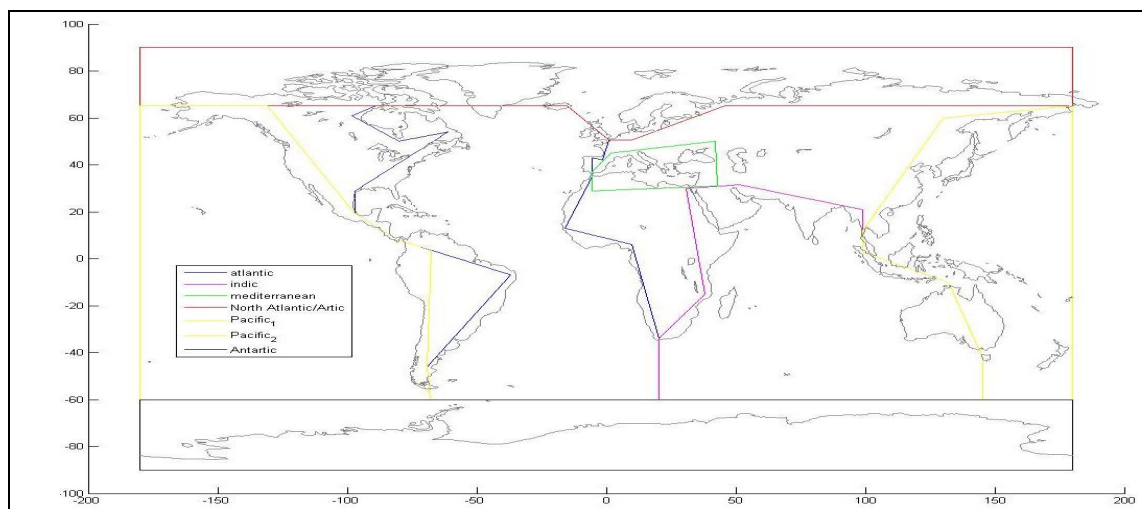 100
80
60
40
20
0
-20
-40
-60
-80
-100
atlantic
indic
mediterranean
North Atlantic/Artic
Pacific₁
Pacific₂
Antartic
-200 -150 -100 -50 0 50 100 150 200